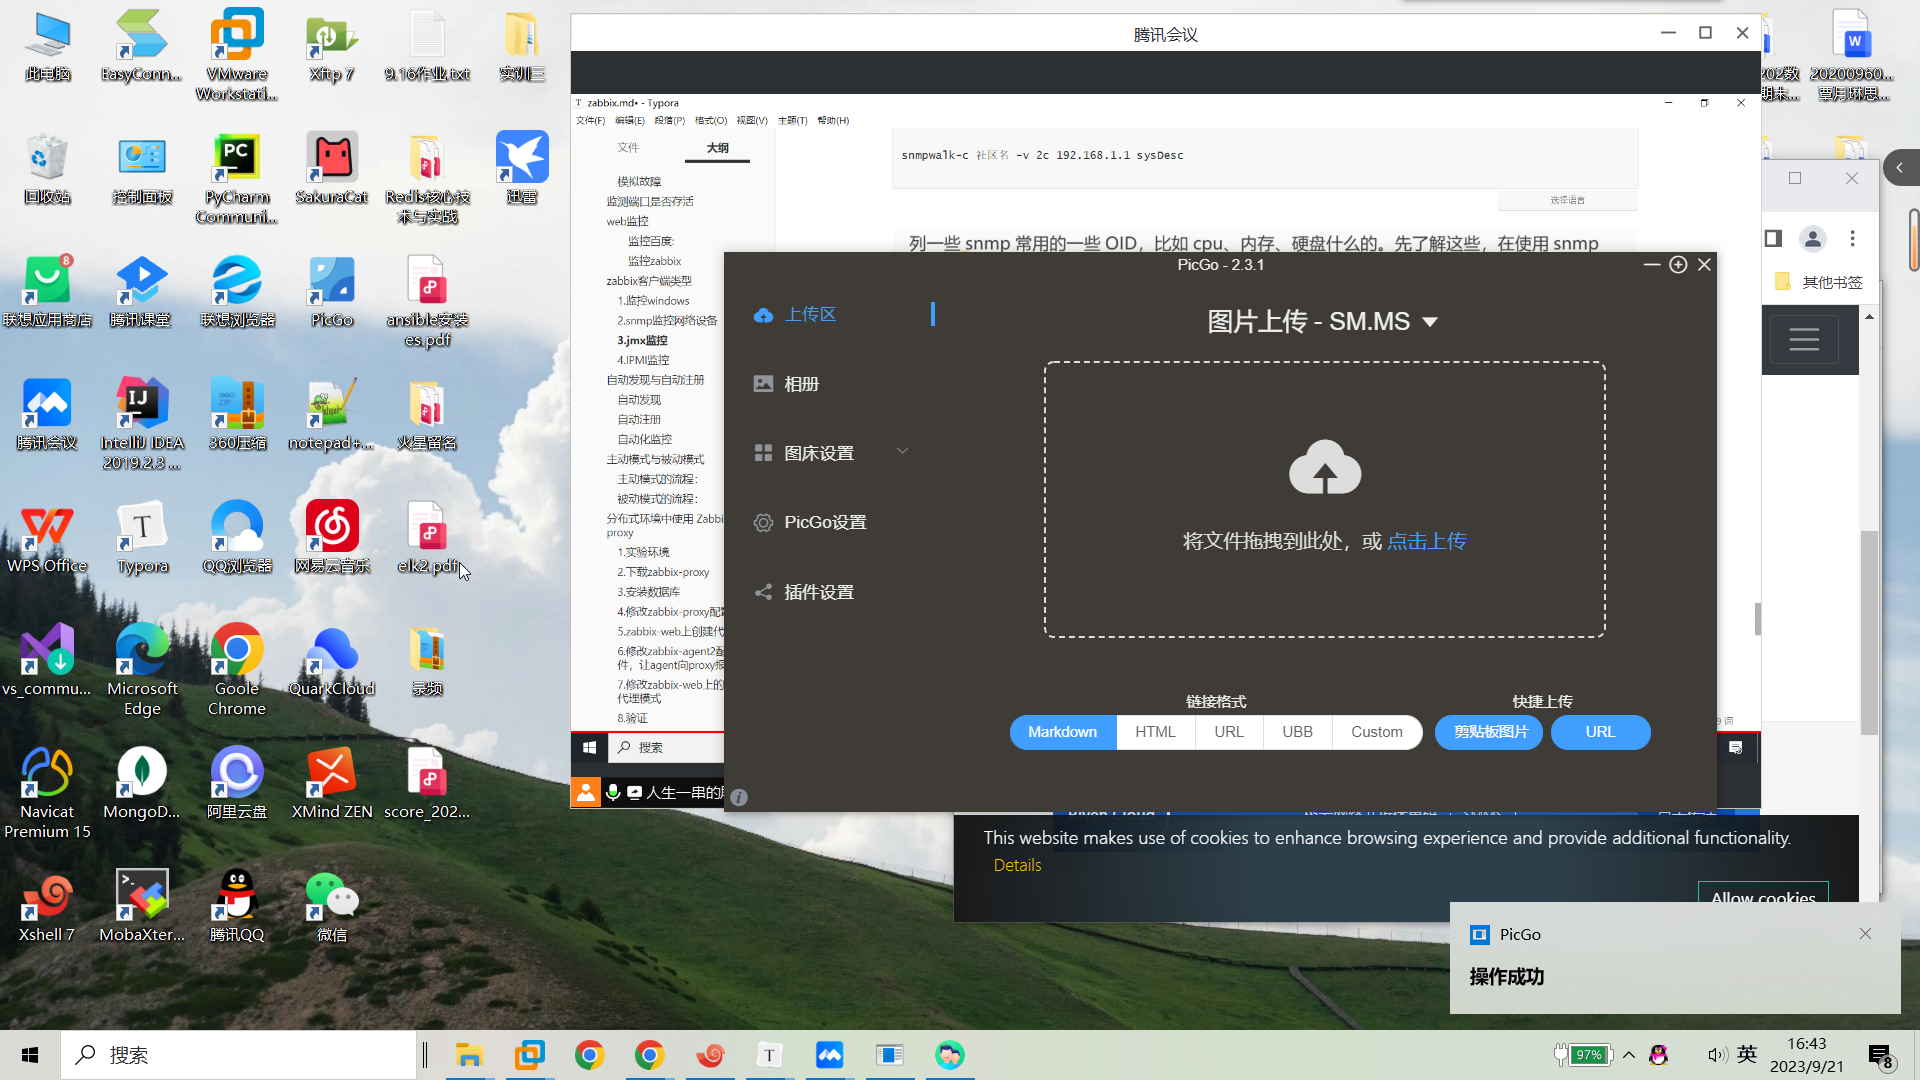 此电脑
EasyConn...
VMware
Workstati...
Xftp 7
9.16作业.txt
实训三
回收站
控制面板
PyCharm
Communi...
SakuraCat
Redis核心技
术与实战
迅雷
联想应用商店
腾讯课堂
联想浏览器
PicGo
ansible安装
es.pdf
腾讯会议
IntelliJ IDEA
2019.2.3 ...
360压缩
notepad+...
火星留名
WPS Office
Typora
QQ浏览器
网易云音乐
elk2.pdf
vs_commu...
Microsoft
Edge
Goole
Chrome
QuarkCloud
录频
Navicat
Premium 15
MongoD...
阿里云盘
XMind ZEN
score_202...
Xshell 7
MobaXter...
腾讯QQ
微信
202数
期末...
20200960...
覃月琳思...
腾讯会议
zabbix.md• - Typora
文件(F) 编辑(E) 段落(P) 格式(O) 视图(V) 主题(T) 帮助(H)
文件
大纲
模拟故障
监测端口是否存活
web监控
监控百度:
监控zabbix
zabbix客户端类型
1.监控windows
2.snmp监控网络设备
3.jmx监控
4.IPMI监控
自动发现与自动注册
自动发现
自动注册
自动化监控
主动模式与被动模式
主动模式的流程:
被动模式的流程:
分布式环境中使用 Zabbix
proxy
1.实验环境
2.下载zabbix-proxy
3.安装数据库
4.修改zabbix-proxy配置
5.zabbix-web上创建代
6.修改zabbix-agent2配
件，让agent向proxy报
7.修改zabbix-web上的
代理模式
8.验证
snmpwalk-c 社区名 -v 2c 192.168.1.1 sysDesc
选择语言
列一些 snmp 常用的一些 OID，比如 cpu、内存、硬盘什么的。先了解这些，在使用 snmp
词
搜索
人生一串的
PicGo - 2.3.1
上传区
相册
图床设置
PicGo设置
插件设置
图片上传 - SM.MS
将文件拖拽到此处，或 点击上传
链接格式
快捷上传
Markdown
HTML
URL
UBB
Custom
剪贴板图片
URL
其他书签
This website makes use of cookies to enhance browsing experience and provide additional functionality.
Details
Allow cookies
PicGo
操作成功
搜索
97%
英
16:43
2023/9/21
8